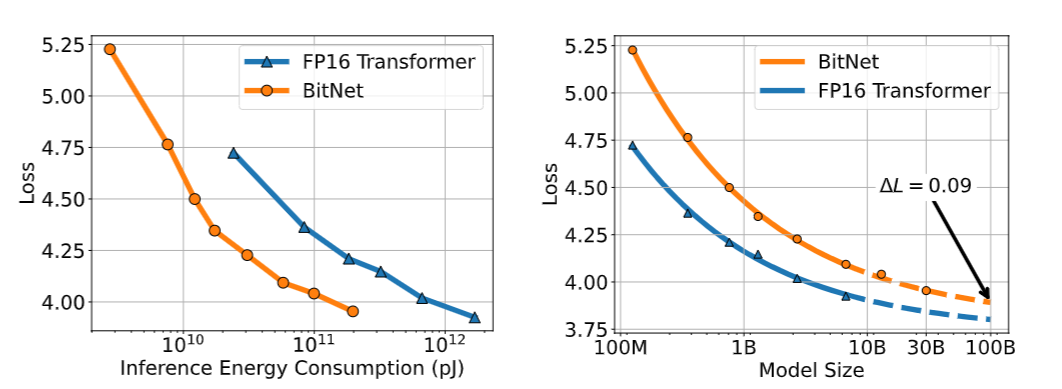 5.25
5.00
4.75
4.50
4.25
4.00
Loss
FP16 Transformer
BitNet
10^10
10^11
10^12
Inference Energy Consumption (pJ)
5.25
5.00
4.75
4.50
4.25
4.00
3.75
Loss
BitNet
FP16 Transformer
ΔL = 0.09
100M
1B
10B
30B
100B
Model Size